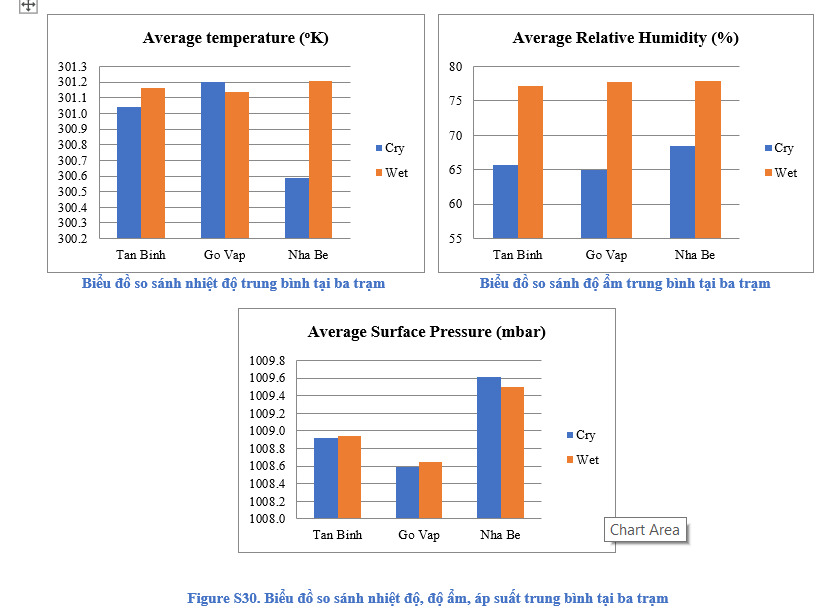 Average temperature (°K)
301.3
301.2
301.1
301.0
300.9
300.8
300.7
300.6
300.5
300.4
300.3
300.2
Tan Binh Go Vap Nha Be
Cry
Wet
Biểu đồ so sánh nhiệt độ trung bình tại ba trạm
Average Relative Humidity (%)
80
75
70
65
60
55
Tan Binh Go Vap Nha Be
Cry
Wet
Biểu đồ so sánh độ ẩm trung bình tại ba trạm
Average Surface Pressure (mbar)
1009.8
1009.6
1009.4
1009.2
1009.0
1008.8
1008.6
1008.4
1008.2
1008.0
Tan Binh Go Vap Nha Be
Cry
Wet
Chart Area
Figure S30. Biểu đồ so sánh nhiệt độ, độ ẩm, áp suất trung bình tại ba trạm